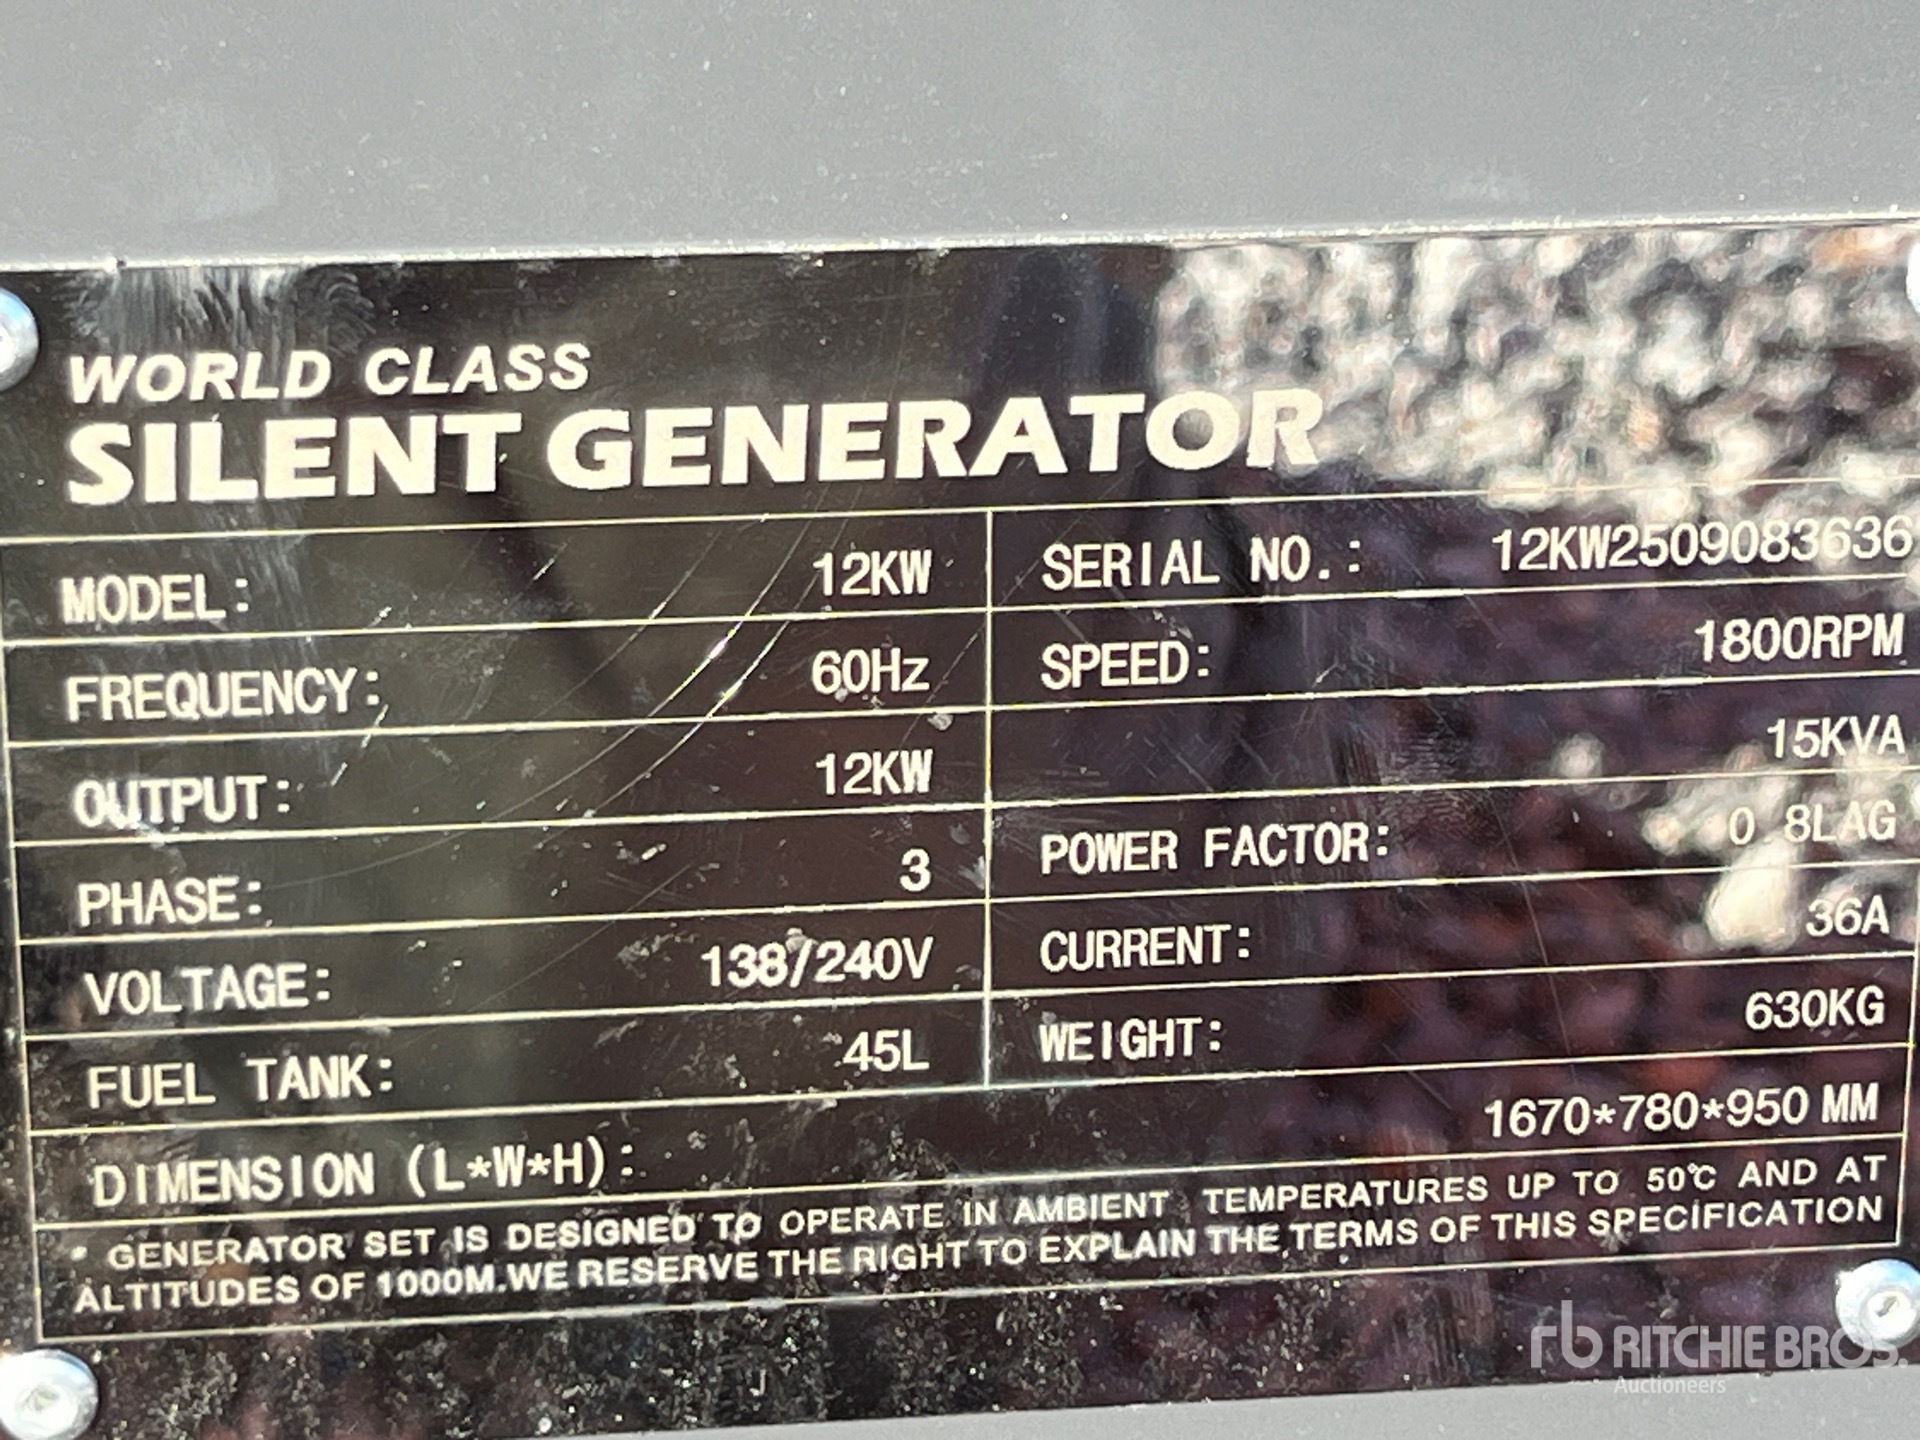 WORLD CLASS
SILENT GENERATOR
MODEL: 12KW SERIAL NO.: 12KW2509083636
FREQUENCY: 60Hz SPEED: 1800RPM
OUTPUT: 12KW 15KVA
PHASE: 3 POWER FACTOR: 0.8LAG
VOLTAGE: 138/240V CURRENT: 36A
FUEL TANK: 45L WEIGHT: 630KG
DIMENSION (L*W*H): 1670*780*950 MM
* GENERATOR SET IS DESIGNED TO OPERATE IN AMBIENT TEMPERATURES UP TO 50℃ AND AT
ALTITUDES OF 1000M.WE RESERVE THE RIGHT TO EXPLAIN THE TERMS OF THIS SPECIFICATION
rb RITCHIE BROS.
Auctioneers